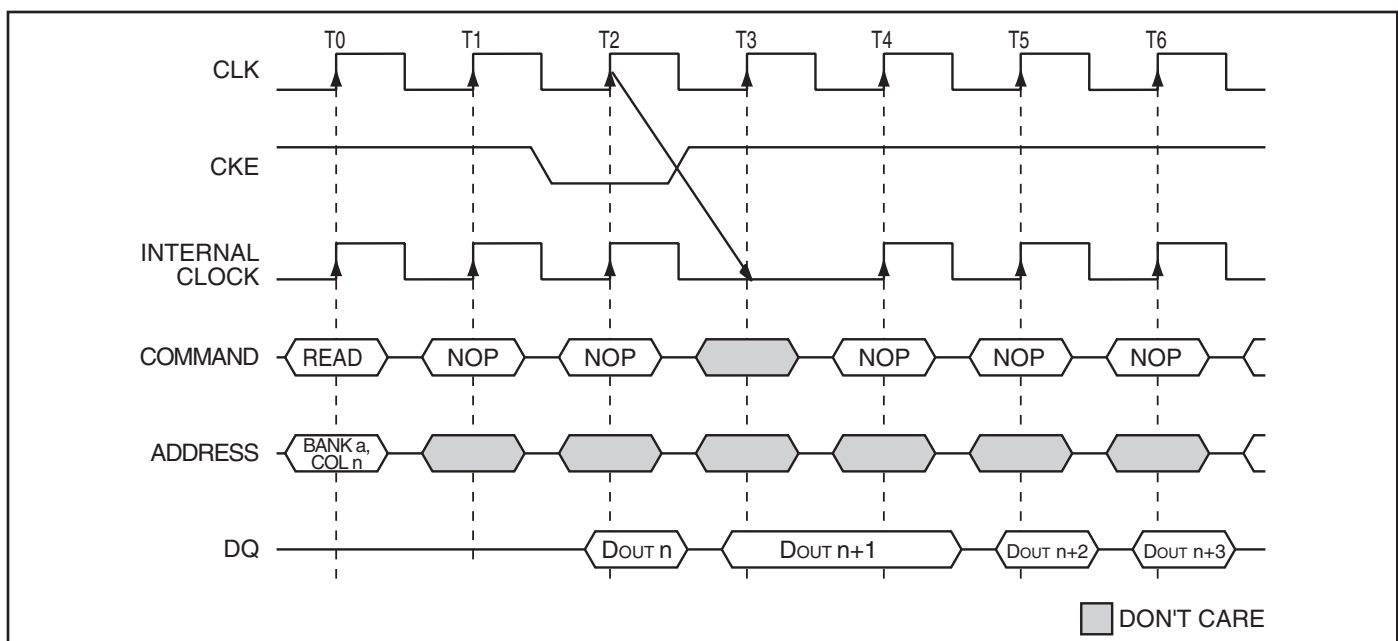 T0 T1 T2 T3 T4 T5 T6
CLK
CKE
INTERNAL
CLOCK
COMMAND READ NOP NOP NOP NOP NOP
ADDRESS BANK a,
COL n
DQ DOUT n DOUT n+1 DOUT n+2 DOUT n+3
DON'T CARE